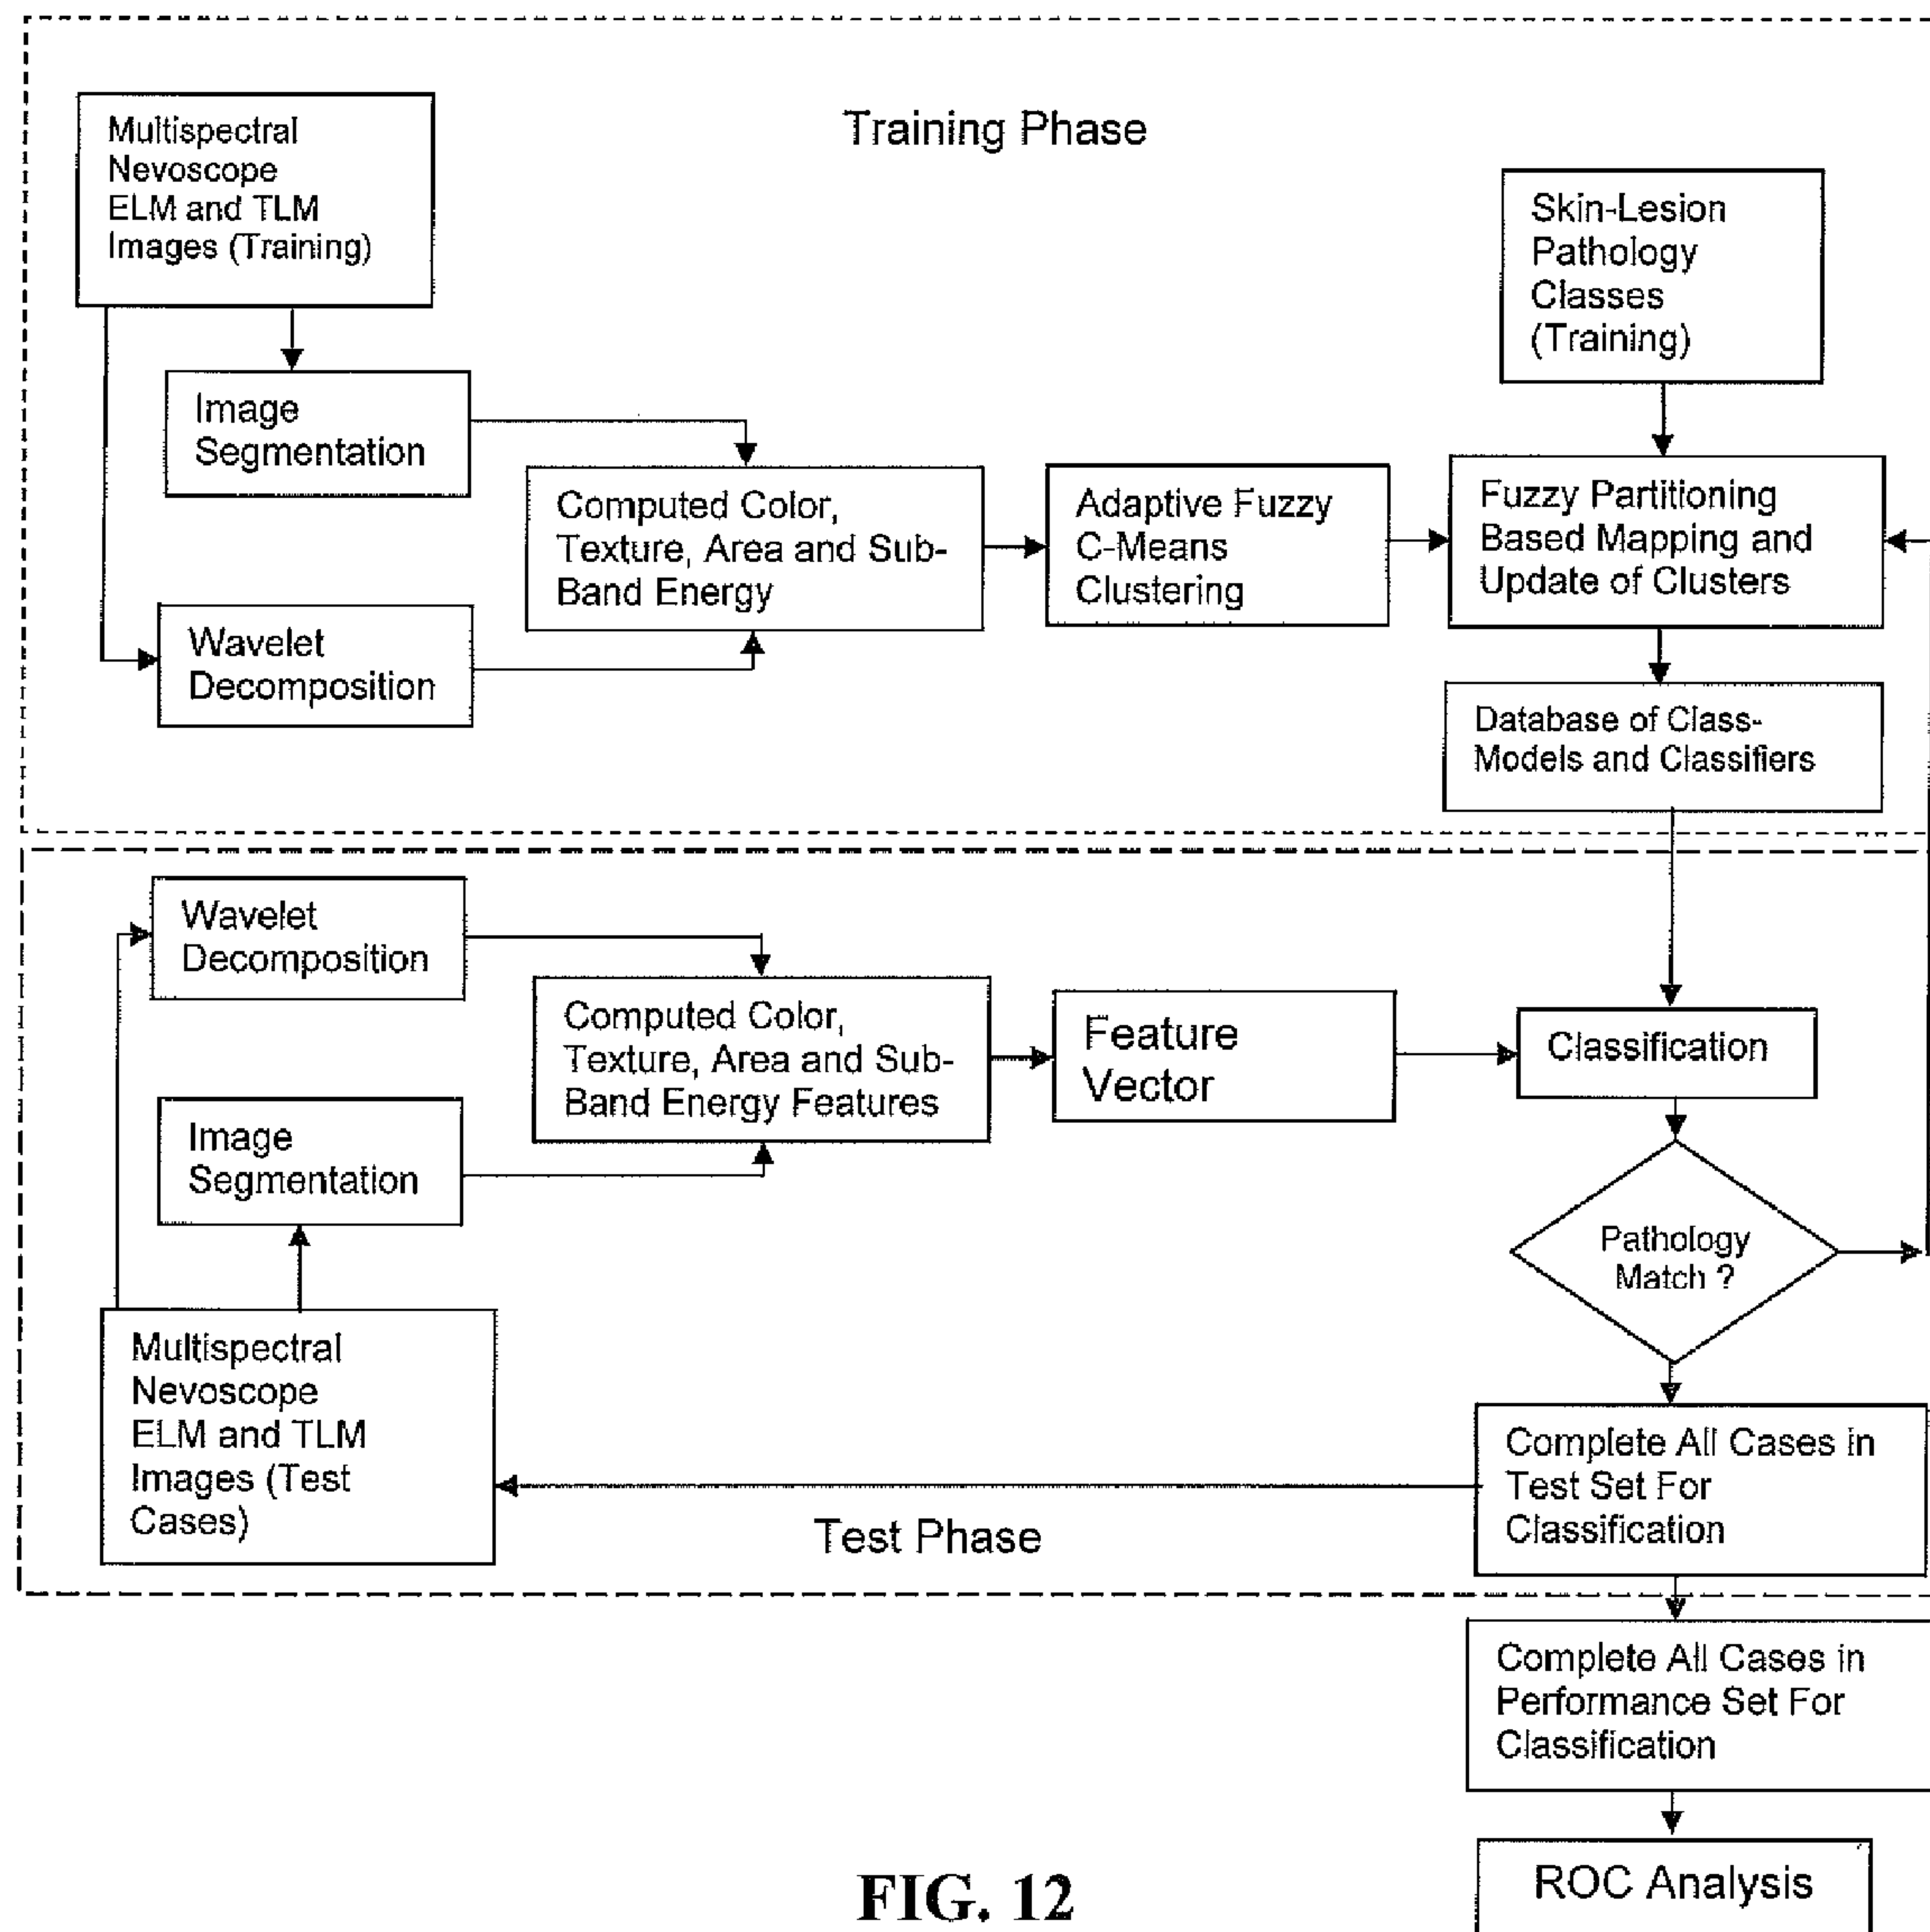 Training Phase
Multispectral
Nevoscope
ELM and TLM
Images (Training)
Skin-Lesion
Pathology
Classes
(Training)
Image
Segmentation
Computed Color,
Texture, Area and Sub-
Band Energy
Adaptive Fuzzy
C-Means
Clustering
Fuzzy Partitioning
Based Mapping and
Update of Clusters
Wavelet
Decomposition
Database of Class-
Models and Classifiers
Wavelet
Decomposition
Computed Color,
Texture, Area and Sub-
Band Energy Features
Feature
Vector
Classification
Image
Segmentation
Pathology
Match ?
Multispectral
Nevoscope
ELM and TLM
Images (Test
Cases)
Complete All Cases in
Test Set For
Classification
Test Phase
Complete All Cases in
Performance Set For
Classification
ROC Analysis
FIG. 12